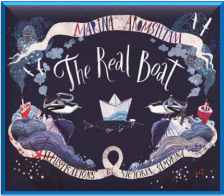 MARINA AROMSHTAM
The Real Boat
ILLUSTRATIONS BY VICTORIA SEMYKINA